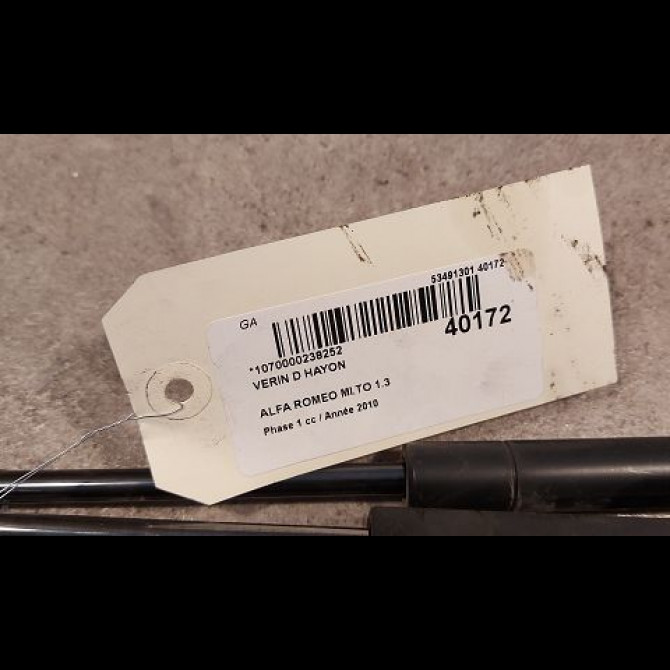 53491301 40172
GA
40172
*1070000238252
VERIN D HAYON
ALFA ROMEO MI.TO 1.3
Phase 1 cc / Année 2010